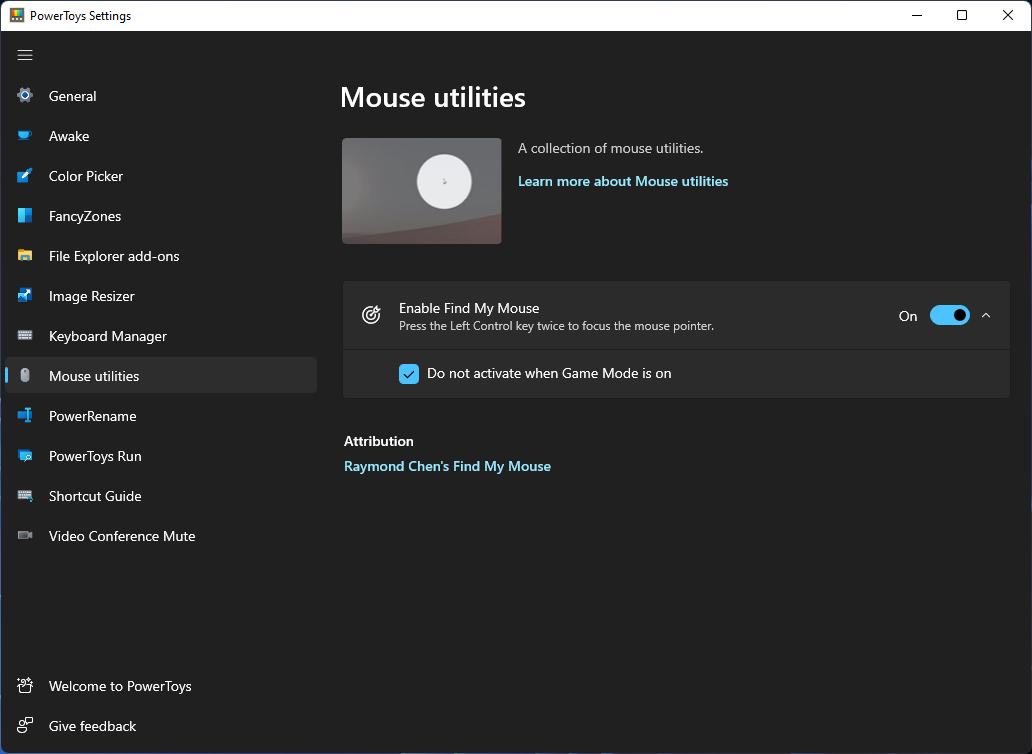 PowerToys Settings
General
Awake
Color Picker
FancyZones
File Explorer add-ons
Image Resizer
Keyboard Manager
Mouse utilities
PowerRename
PowerToys Run
Shortcut Guide
Video Conference Mute
Welcome to PowerToys
Give feedback
Mouse utilities
A collection of mouse utilities.
Learn more about Mouse utilities
Enable Find My Mouse
Press the Left Control key twice to focus the mouse pointer.
On
Do not activate when Game Mode is on
Attribution
Raymond Chen's Find My Mouse